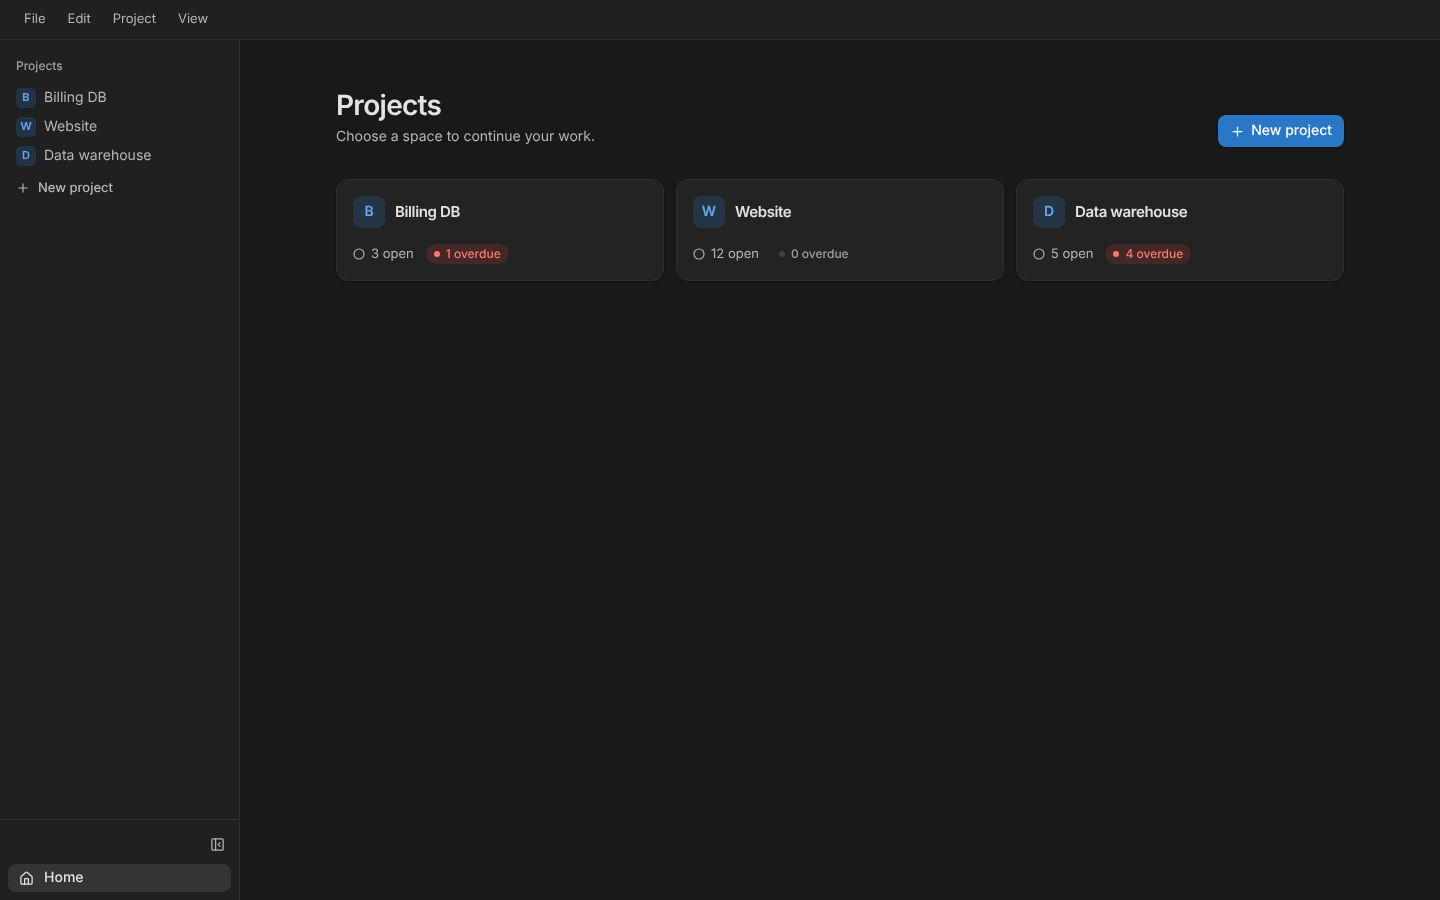 File Edit Project View
Projects
B Billing DB
W Website
D Data warehouse
New project
Home
Projects
Choose a space to continue your work.
New project
B Billing DB
3 open 1 overdue
W Website
12 open 0 overdue
D Data warehouse
5 open 4 overdue